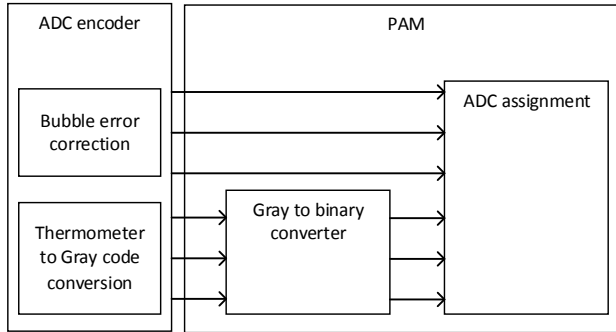 ADC encoder
PAM
Bubble error
correction
ADC assignment
Thermometer
to Gray code
conversion
Gray to binary
converter